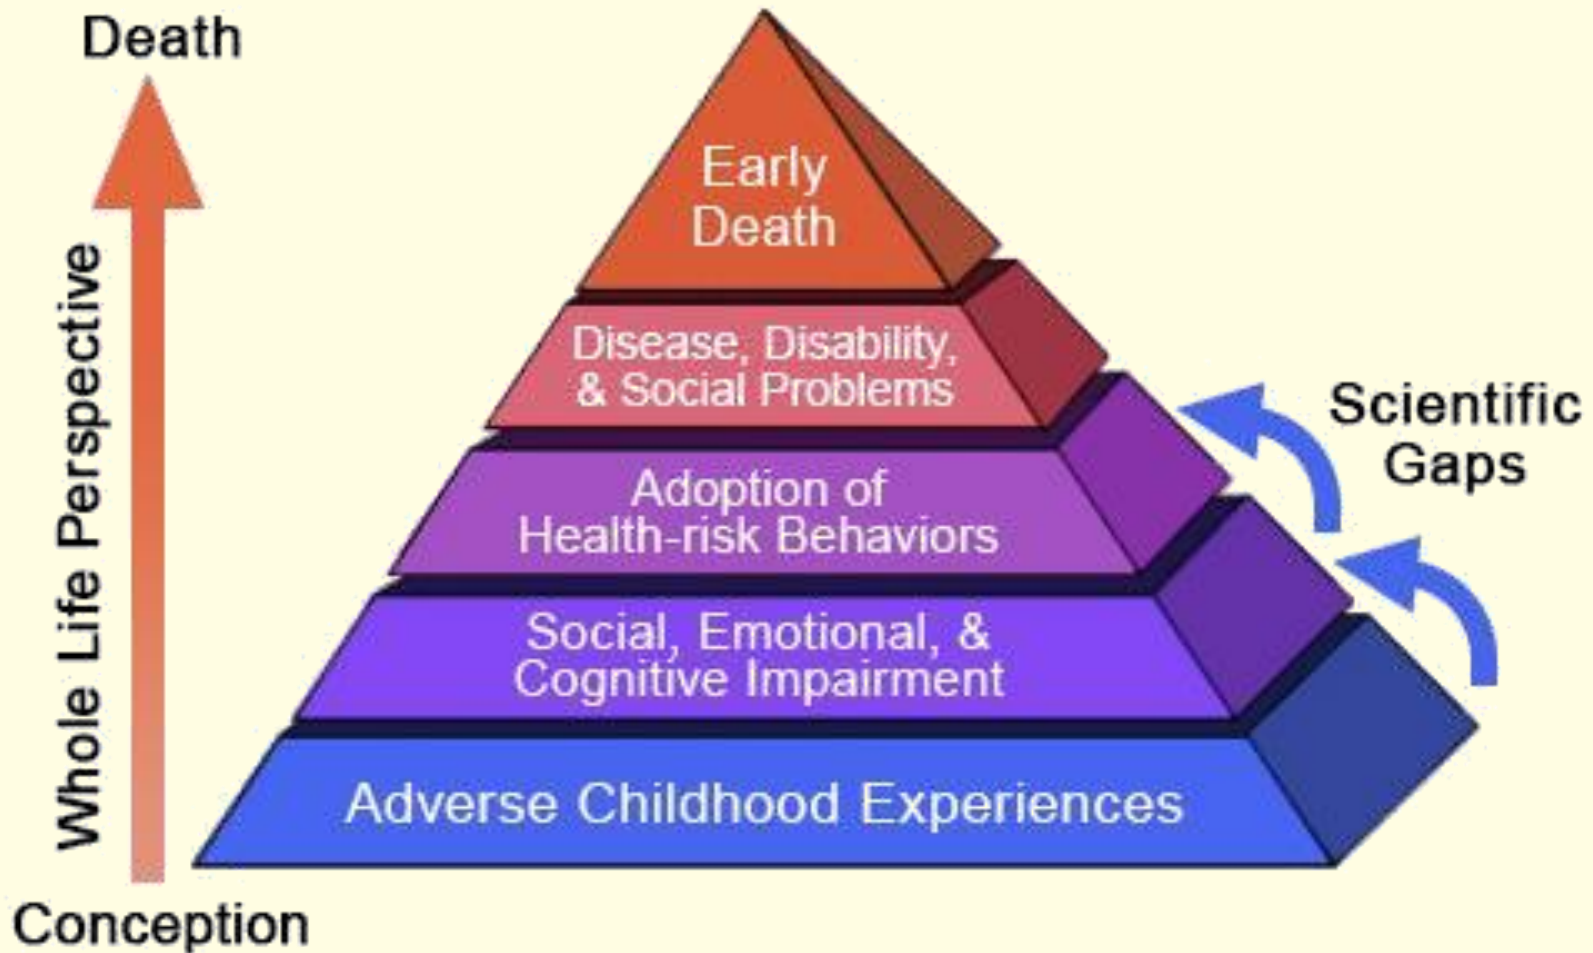 Death
Whole Life Perspective
Conception
Early
Death
Disease, Disability,
& Social Problems
Adoption of
Health-risk Behaviors
Social, Emotional, &
Cognitive Impairment
Adverse Childhood Experiences
Scientific
Gaps